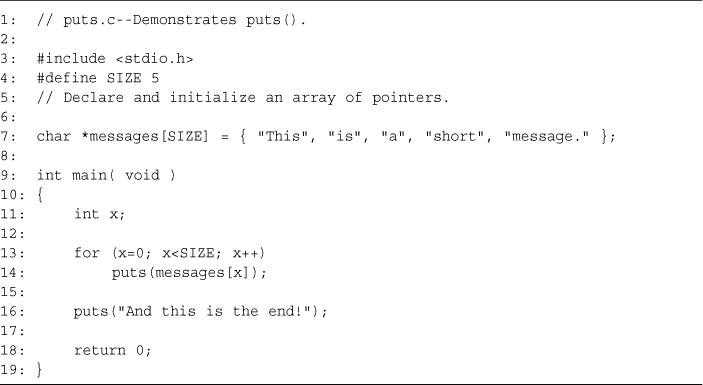 1: // puts.c--Demonstrates puts().
2:
3: #include <stdio.h>
4: #define SIZE 5
5: // Declare and initialize an array of pointers.
6:
7: char *messages[SIZE] = { "This", "is", "a", "short", "message." };
8:
9: int main( void )
10: {
11:     int x;
12:
13:     for (x=0; x<SIZE; x++)
14:         puts(messages[x]);
15:
16:     puts("And this is the end!");
17:
18:     return 0;
19: }